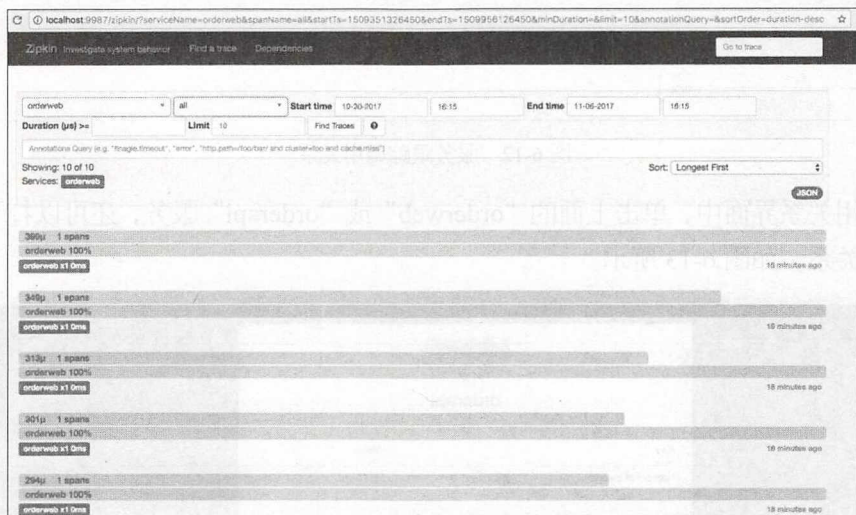 localhost:9987/zipkin/?serviceName=orderweb&spanName=all&startTs=1509351326450&endTs=1509956126450&minDuration=&limit=10&annotationQuery=&sortOrder=duration-desc
Zipkin Investigate system behavior Find a trace Dependencies Go to trace
orderweb all Start time 10-30-2017 16:15 End time 11-06-2017 16:15
Duration (μs) >= Limit 10 Find Traces
Annotations Query (e.g. "finagle.timeout", "error", "http.path=/foo/bar/ and cluster=foo and cache.miss")
Showing: 10 of 10 Sort: Longest First
Services: orderweb
JSON
360μ 1 spans
orderweb 100%
orderweb x1 0ms 16 minutes ago
349μ 1 spans
orderweb 100%
orderweb x1 0ms 18 minutes ago
313μ 1 spans
orderweb 100%
orderweb x1 0ms 18 minutes ago
301μ 1 spans
orderweb 100%
orderweb x1 0ms 16 minutes ago
294μ 1 spans
orderweb 100%
orderweb x1 0ms 18 minutes ago